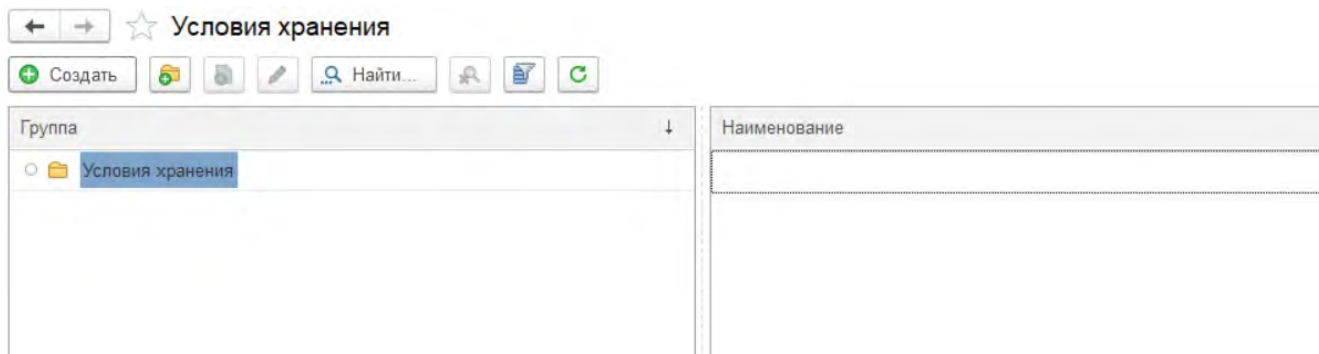 Условия хранения
Создать Найти...
Группа Наименование
Условия хранения